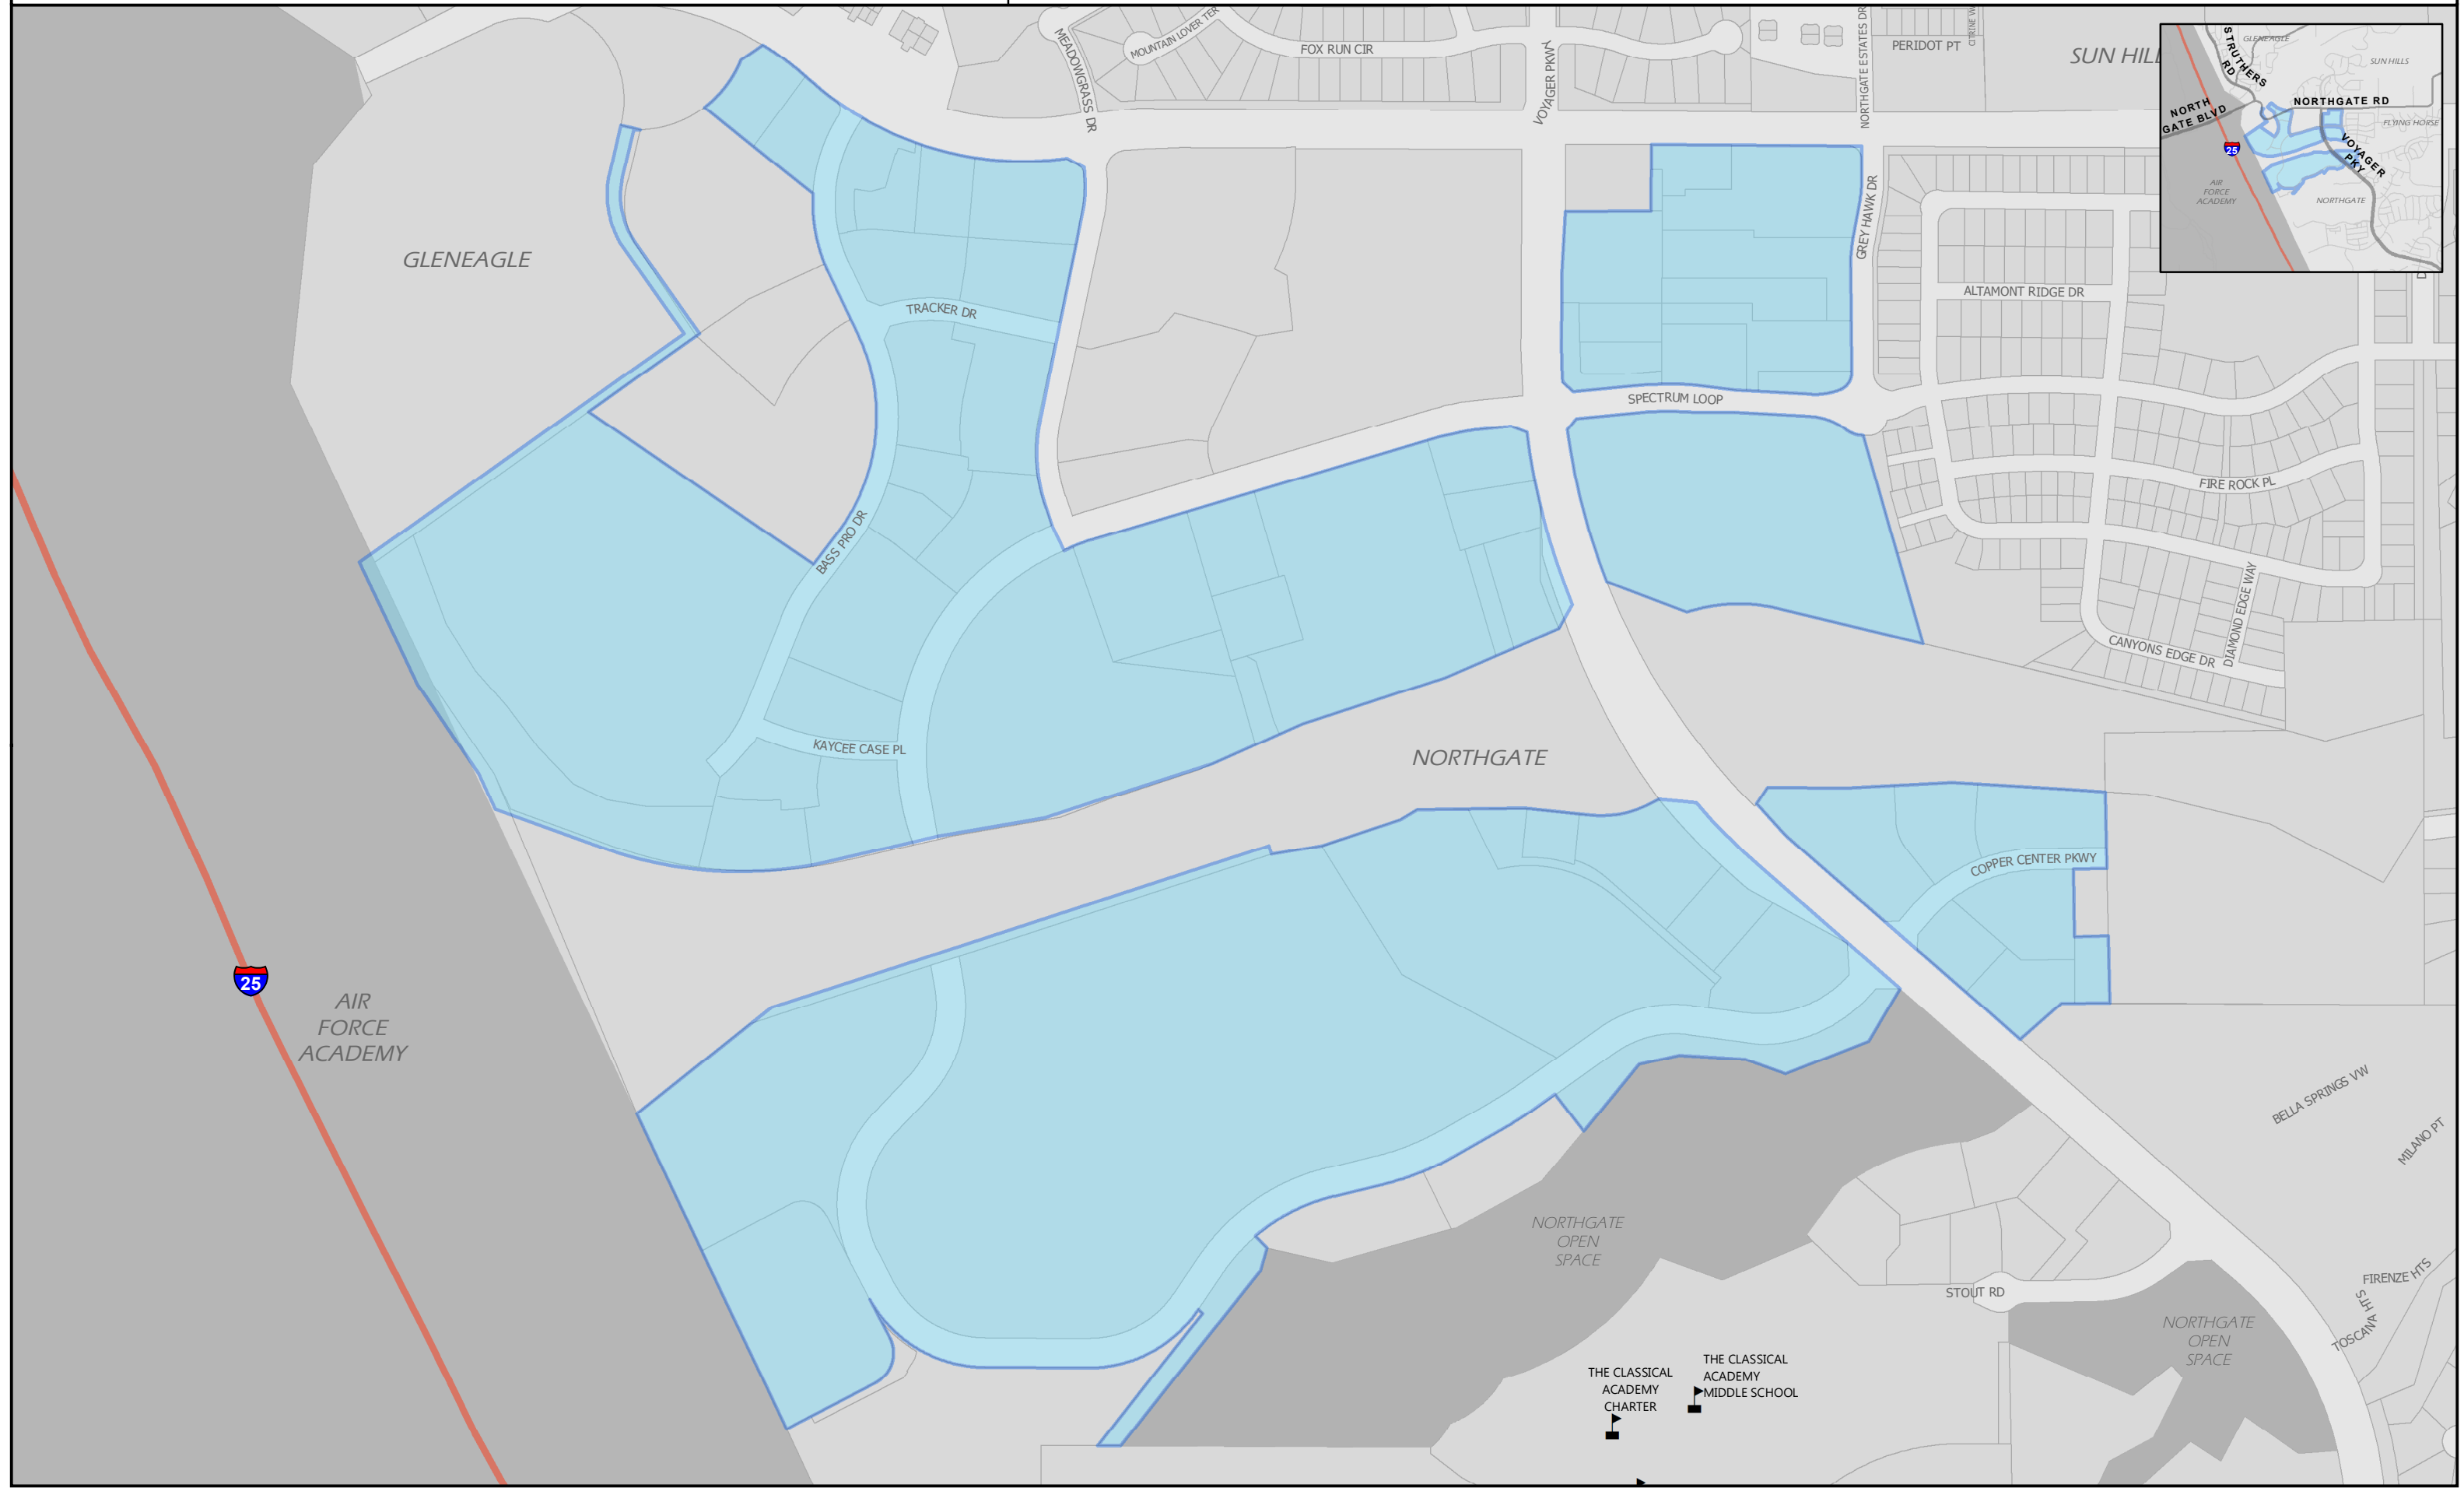 MEADOWGRASS DR
MOUNTAIN LOVER TER
FOX RUN CIR
VOYAGER PKWY
NORTHGATE ESTATES DR
PERIDOT PT
SUN HILL
STRUTHERS
RD
GLENEAGLE
SUN HILLS
NORTH
GATE BLVD
NORTHGATE RD
FLYING HORSE
25
VOYAGER
PKY
AIR
FORCE
ACADEMY
NORTHGATE
GLENEAGLE
GREY HAWK DR
TRACKER DR
ALTAMONT RIDGE DR
SPECTRUM LOOP
FIRE ROCK PL
BASS PRO DR
DIAMOND EDGE WAY
CANYONS EDGE DR
KAYCEE CASE PL
NORTHGATE
COPPER CENTER PKWY
25
AIR
FORCE
ACADEMY
BELLA SPRINGS VW
MILANO PT
NORTHGATE
OPEN
SPACE
STOUT RD
FIRENZE HTS
TOSCANA HTS
NORTHGATE
OPEN
SPACE
THE CLASSICAL
ACADEMY
CHARTER
THE CLASSICAL
ACADEMY
MIDDLE SCHOOL